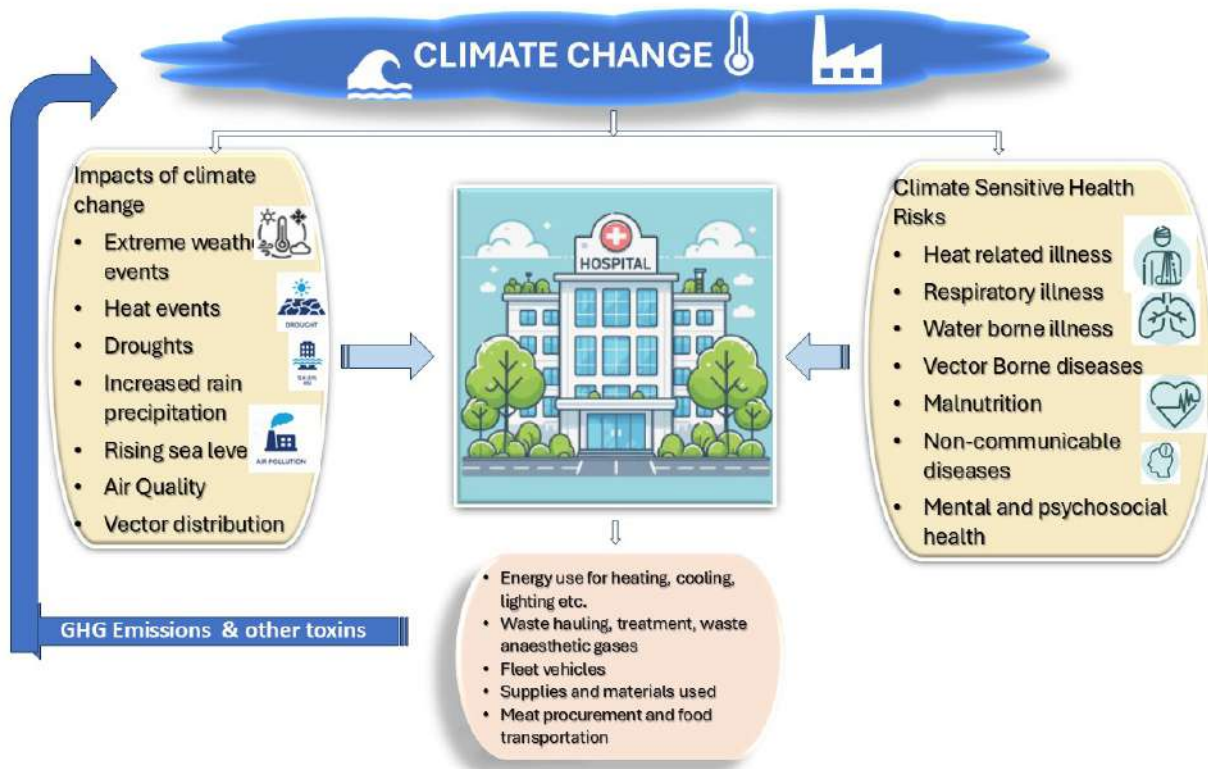 CLIMATE CHANGE
Impacts of climate
change
• Extreme weathe
events
• Heat events
• Droughts
• Increased rain
precipitation
• Rising sea leve
• Air Quality
• Vector distribution
DROUGHT
AIR POLLUTION
HOSPITAL
Climate Sensitive Health
Risks
• Heat related illness
• Respiratory illness
• Water borne illness
• Vector Borne diseases
• Malnutrition
• Non-communicable
diseases
• Mental and psychosocial
health
• Energy use for heating, cooling,
lighting etc.
• Waste hauling, treatment, waste
anaesthetic gases
• Fleet vehicles
• Supplies and materials used
• Meat procurement and food
transportation
GHG Emissions & other toxins